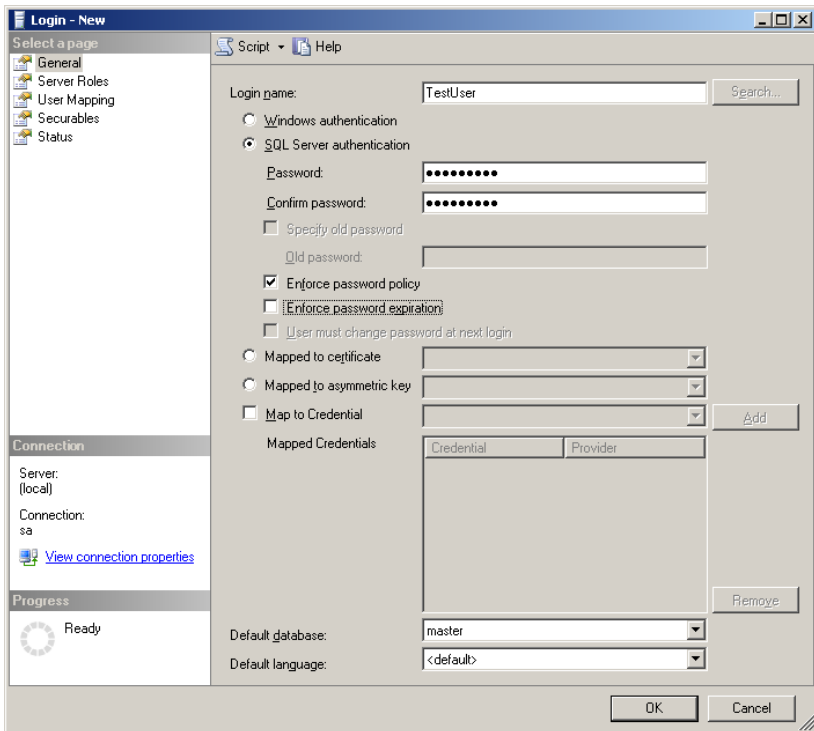 Login - New
Select a page
General
Server Roles
User Mapping
Securables
Status
Script
Help
Login name:
TestUser
Search...
Windows authentication
SQL Server authentication
Password:
●●●●●●●●●
Confirm password:
●●●●●●●●●
Specify old password
Old password:
Enforce password policy
Enforce password expiration
User must change password at next login
Mapped to certificate
Mapped to asymmetric key
Map to Credential
Add
Mapped Credentials
Credential
Provider
Remove
Default database:
master
Default language:
<default>
Connection
Server:
(local)
Connection:
sa
View connection properties
Progress
Ready
OK
Cancel